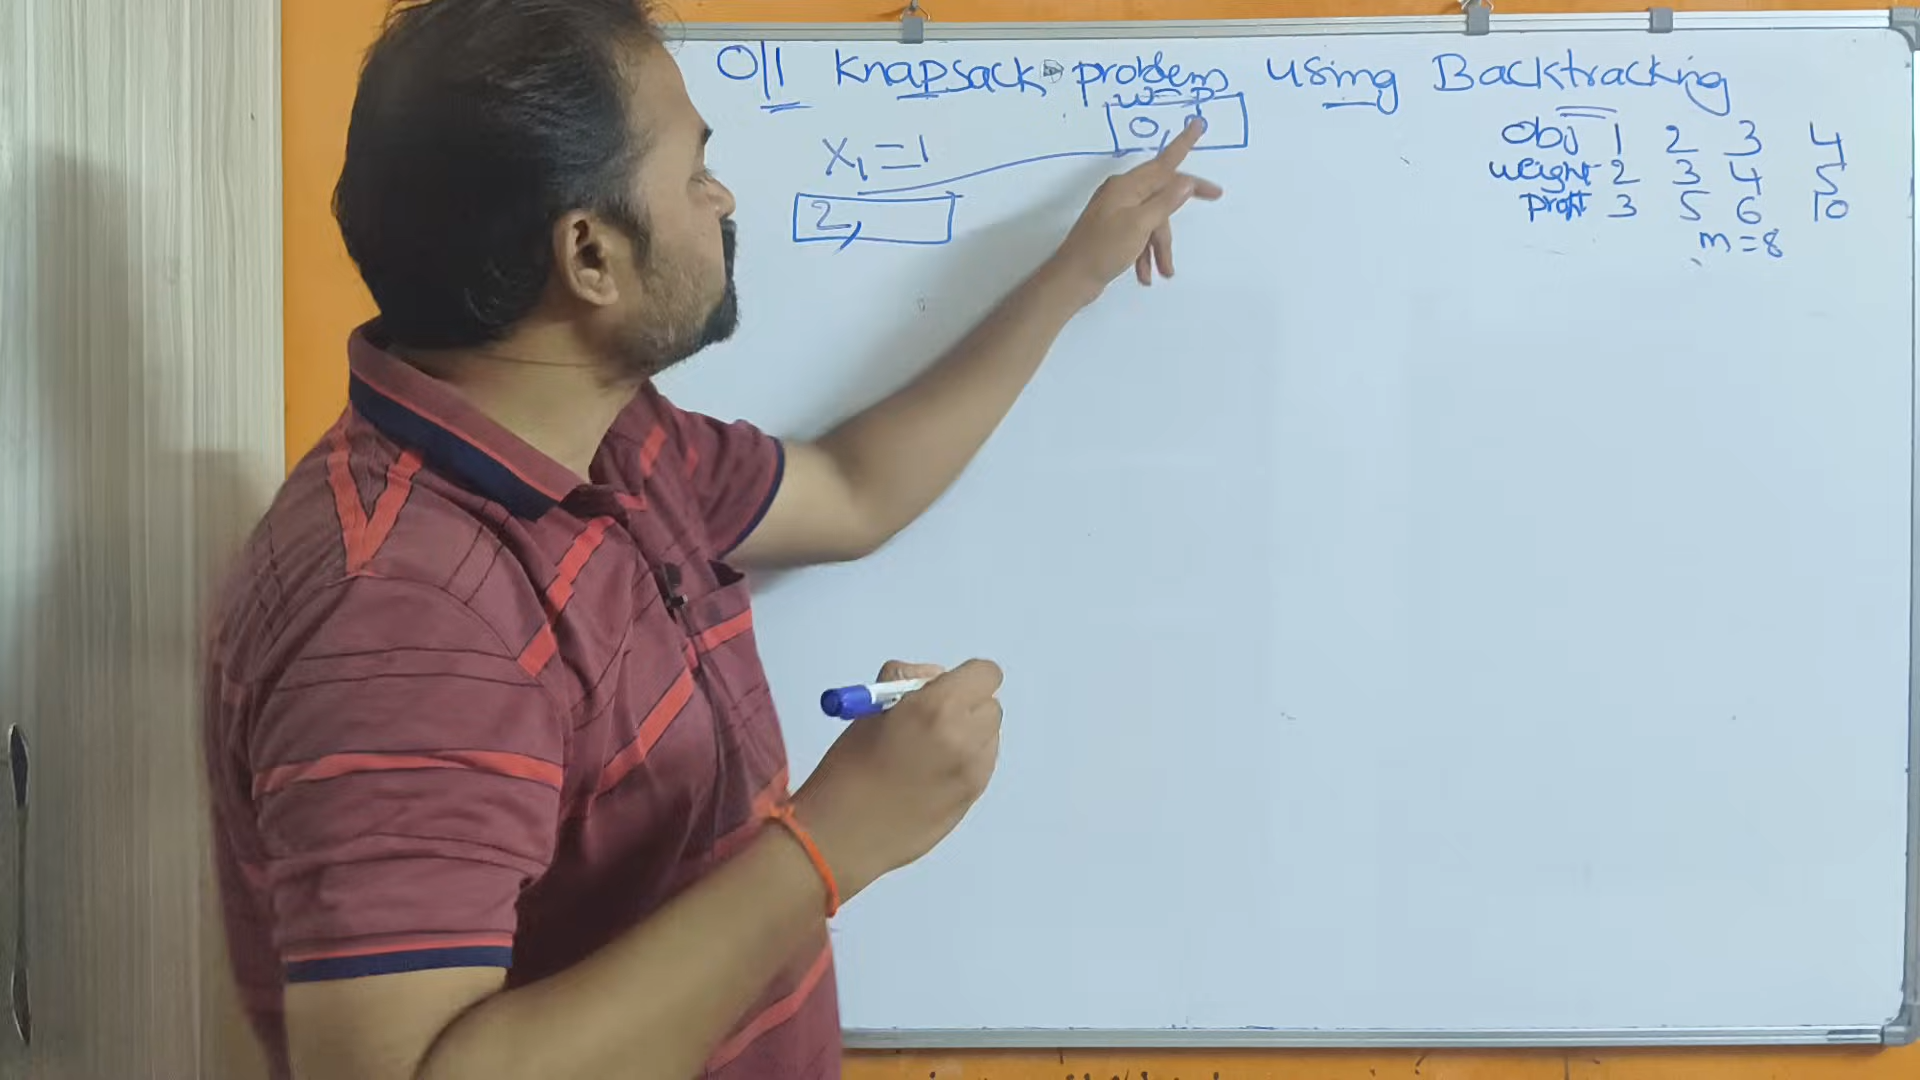 0/1 Knapsack problem using Backtracking
W P
0, 0
x₁ = 1
2,
Obj 1 2 3 4
Weight 2 3 4 5
Profit 3 5 6 10
m = 8